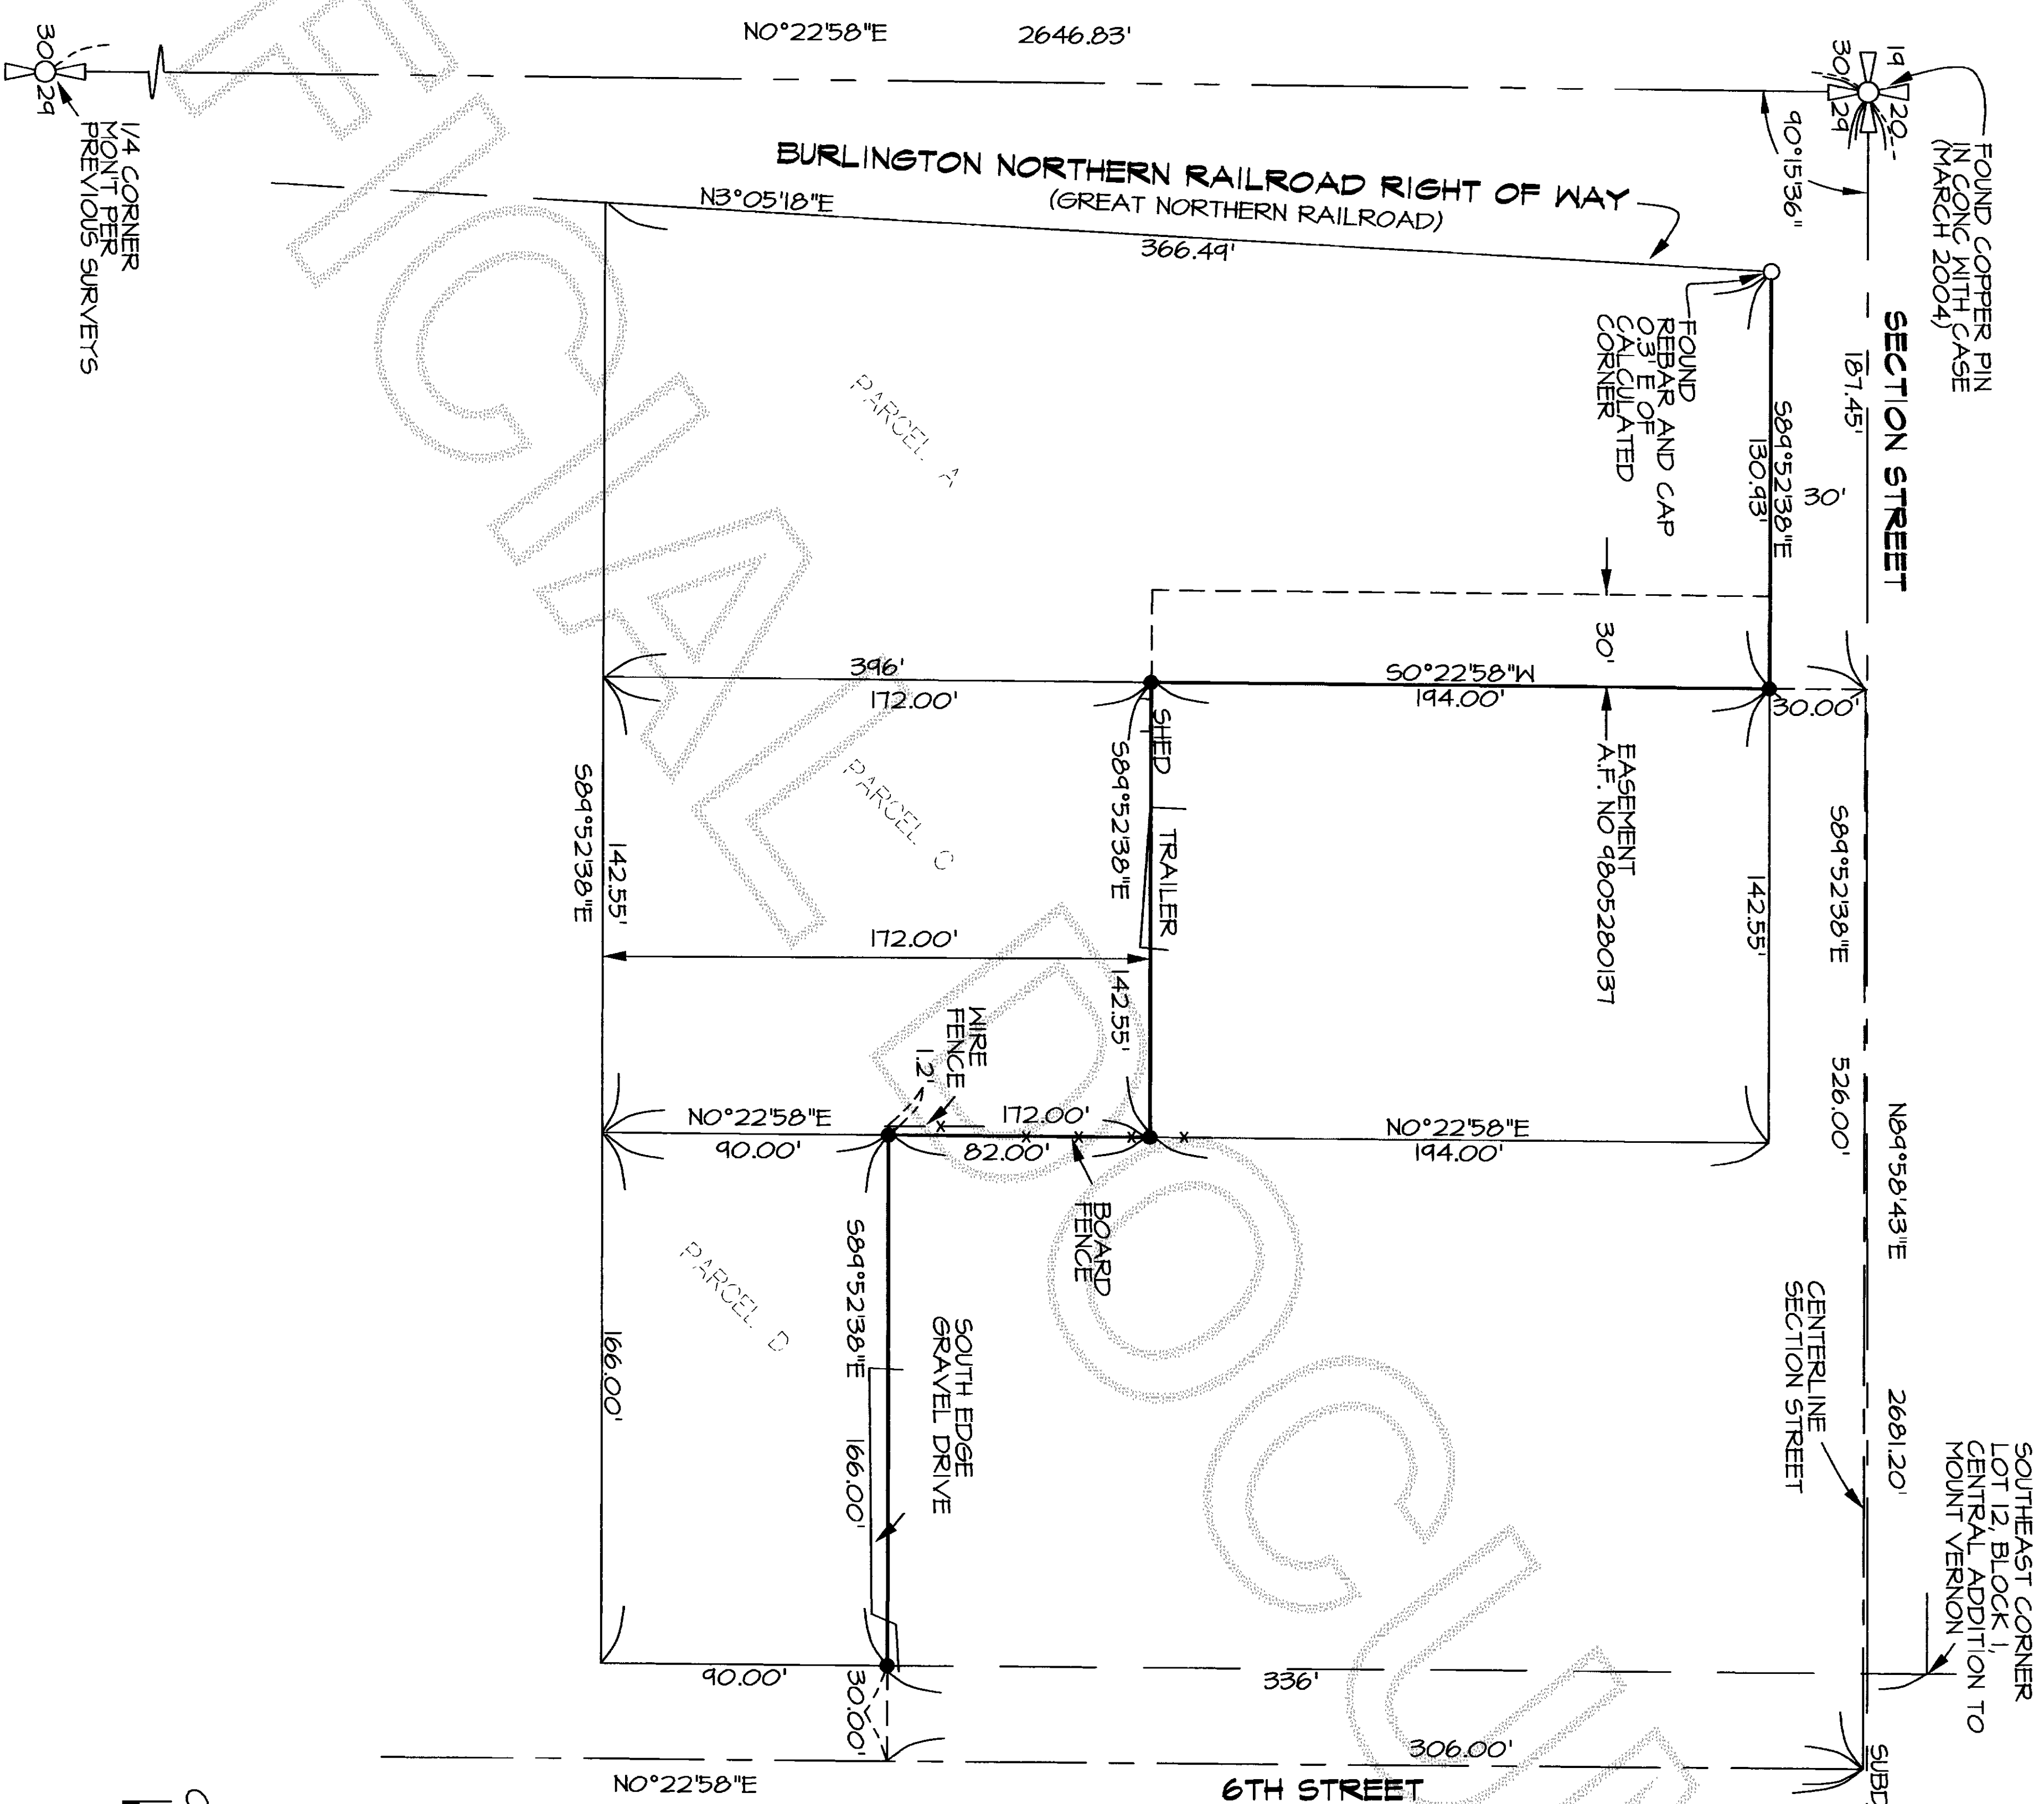 NO°22'58"E 2646.83'
19
20
30
29
FOUND COPPER PIN
IN CONC WITH CASE
(MARCH 2004)
30
29
1/4 CORNER
MON'T PER
PREVIOUS SURVEYS
90°15'36"
BURLINGTON NORTHERN RAILROAD RIGHT OF WAY
(GREAT NORTHERN RAILROAD)
N3°05'18"E
366.49'
SECTION STREET
187.45'
S89°52'38"E
130.93'
30'
FOUND
REBAR AND CAP
0.3' E OF
CALCULATED
CORNER
PARCEL A
30'
396'
172.00'
S0°22'58"W
194.00'
30.00'
EASEMENT
A.F. NO 9805280137
SHED
TRAILER
S89°52'38"E
142.55'
PARCEL C
S89°52'38"E
142.55'
172.00'
142.55'
S89°52'38"E
526.00'
WIRE
FENCE
1.2'
NO°22'58"E
90.00'
172.00'
82.00'
NO°22'58"E
194.00'
BOARD
FENCE
N89°58'43"E
2681.20'
CENTERLINE
SECTION STREET
PARCEL D
S89°52'38"E
166.00'
166.00'
SOUTH EDGE
GRAVEL DRIVE
SOUTHEAST CORNER
LOT 12, BLOCK 1,
CENTRAL ADDITION TO
MOUNT VERNON
90.00'
30.00'
336'
306.00'
NO°22'58"E
6TH STREET
SUBD
FICIAL DOCUM